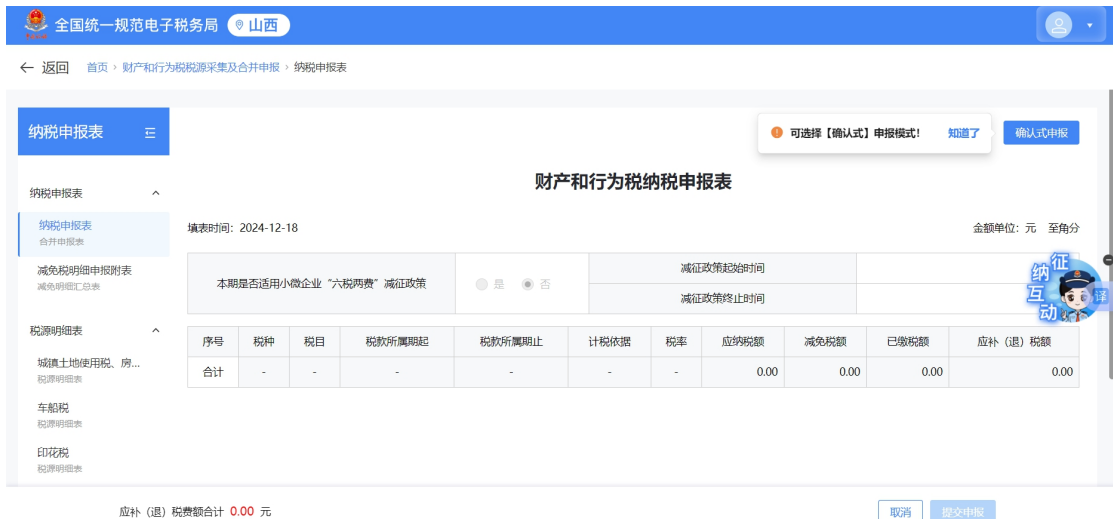 全国统一规范电子税务局 山西
返回 首页 > 财产和行为税税源采集及合并申报 > 纳税申报表
纳税申报表
可选择【确认式】申报模式! 知道了 确认式申报
财产和行为税纳税申报表
纳税申报表
纳税申报表
合并申报表
减免税明细申报附表
减免明细汇总表
税源明细表
城镇土地使用税、房...
税源明细表
车船税
税源明细表
印花税
税源明细表
填表时间: 2024-12-18 金额单位: 元 至角分
本期是否适用小微企业“六税两费”减征政策 是 否 减征政策起始时间
减征政策终止时间
征纳互动
译
序号 税种 税目 税款所属期起 税款所属期止 计税依据 税率 应纳税额 减免税额 已缴税额 应补（退）税额
合计 - - - - - - 0.00 0.00 0.00 0.00
应补（退）税费额合计 0.00 元 取消 提交申报